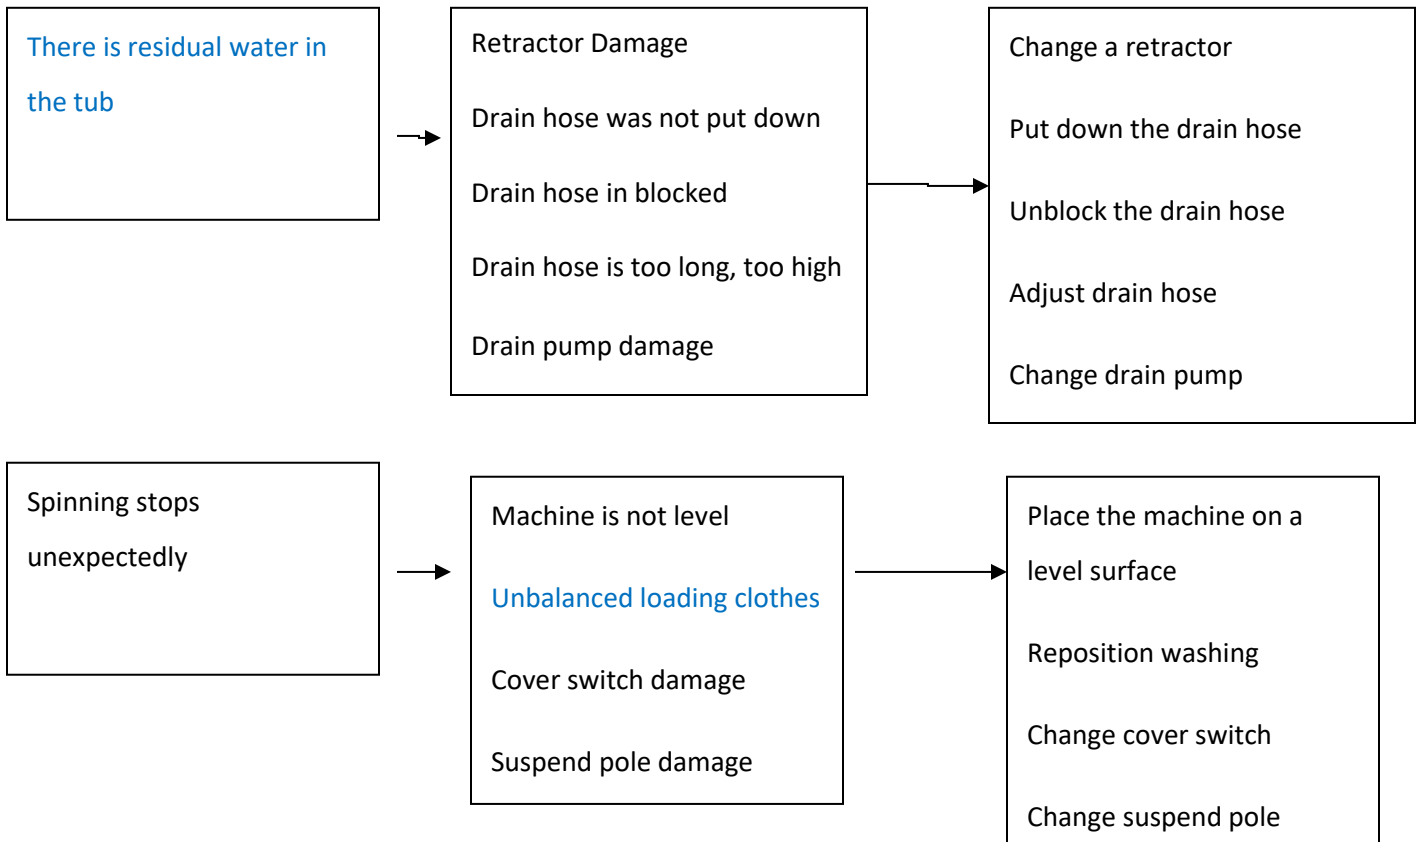 There is residual water in
the tub
Retractor Damage
Drain hose was not put down
Drain hose in blocked
Drain hose is too long, too high
Drain pump damage
Change a retractor
Put down the drain hose
Unblock the drain hose
Adjust drain hose
Change drain pump
Spinning stops
unexpectedly
Machine is not level
Unbalanced loading clothes
Cover switch damage
Suspend pole damage
Place the machine on a
level surface
Reposition washing
Change cover switch
Change suspend pole